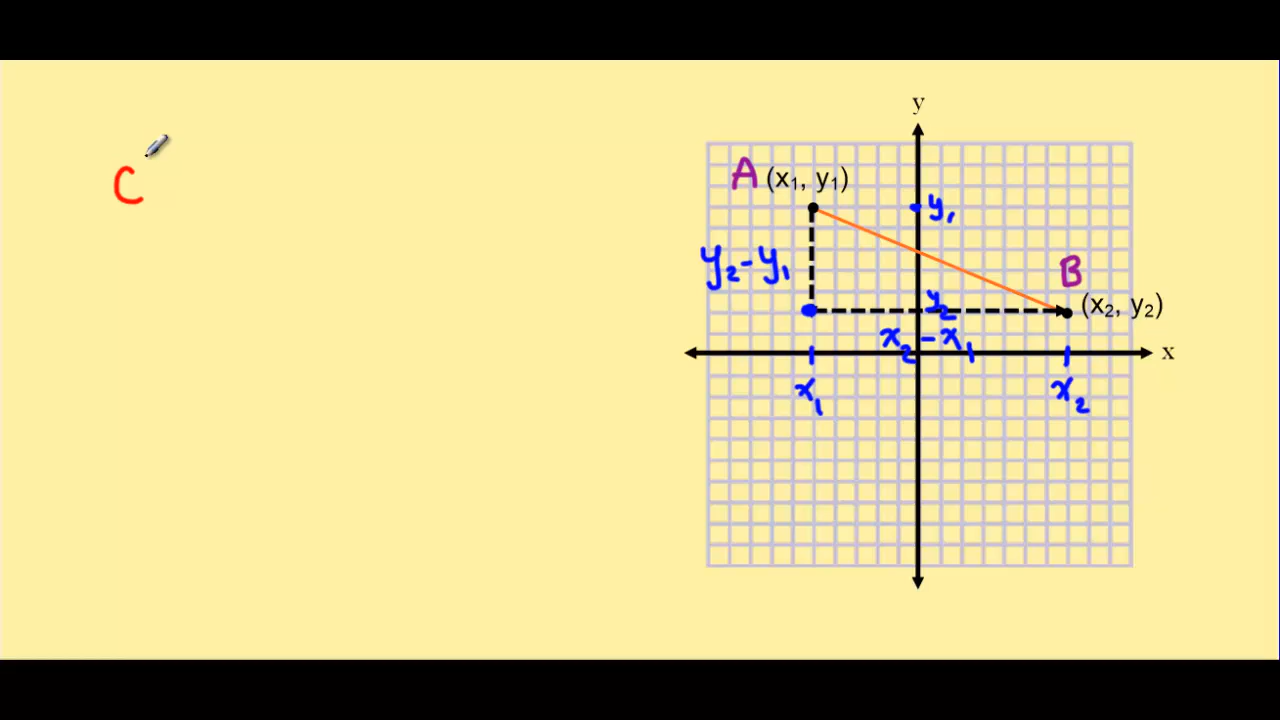 C
y
A (x₁, y₁)
y₁
y₂-y₁
B
y₂
(x₂, y₂)
x₂-x₁
x
x₁
x₂